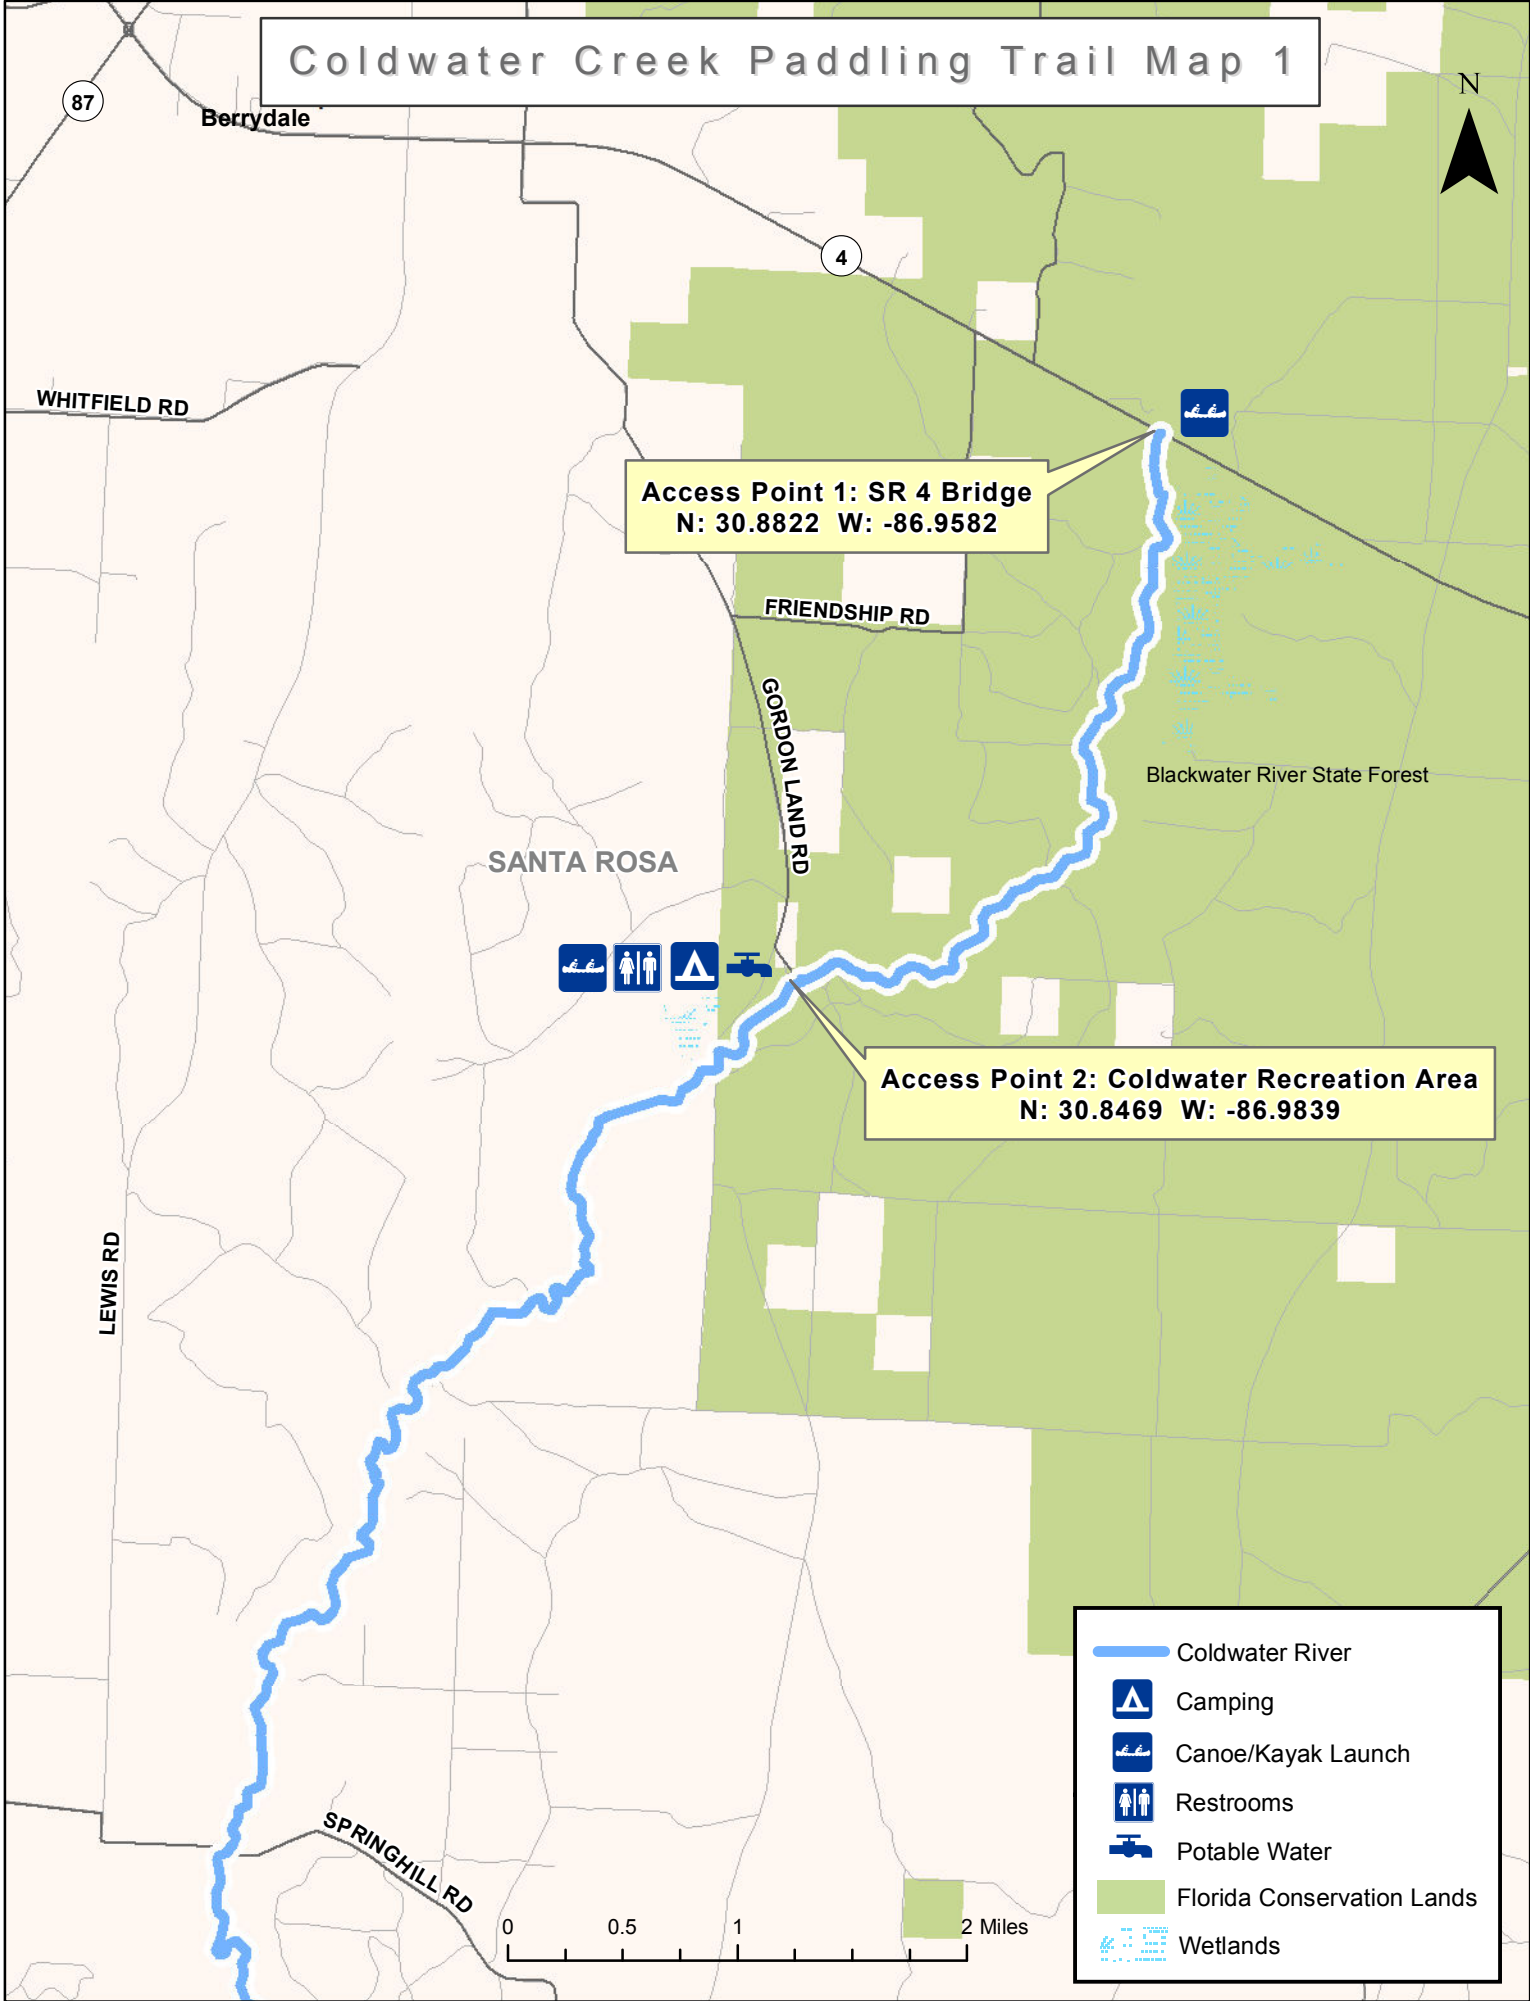 Coldwater Creek Paddling Trail Map 1
N
87
Berrydale
4
WHITFIELD RD
Access Point 1: SR 4 Bridge
N: 30.8822 W: -86.9582
FRIENDSHIP RD
GORDON LAND RD
Blackwater River State Forest
SANTA ROSA
Access Point 2: Coldwater Recreation Area
N: 30.8469 W: -86.9839
LEWIS RD
SPRINGHILL RD
0 0.5 1 2 Miles
Coldwater River
Camping
Canoe/Kayak Launch
Restrooms
Potable Water
Florida Conservation Lands
Wetlands